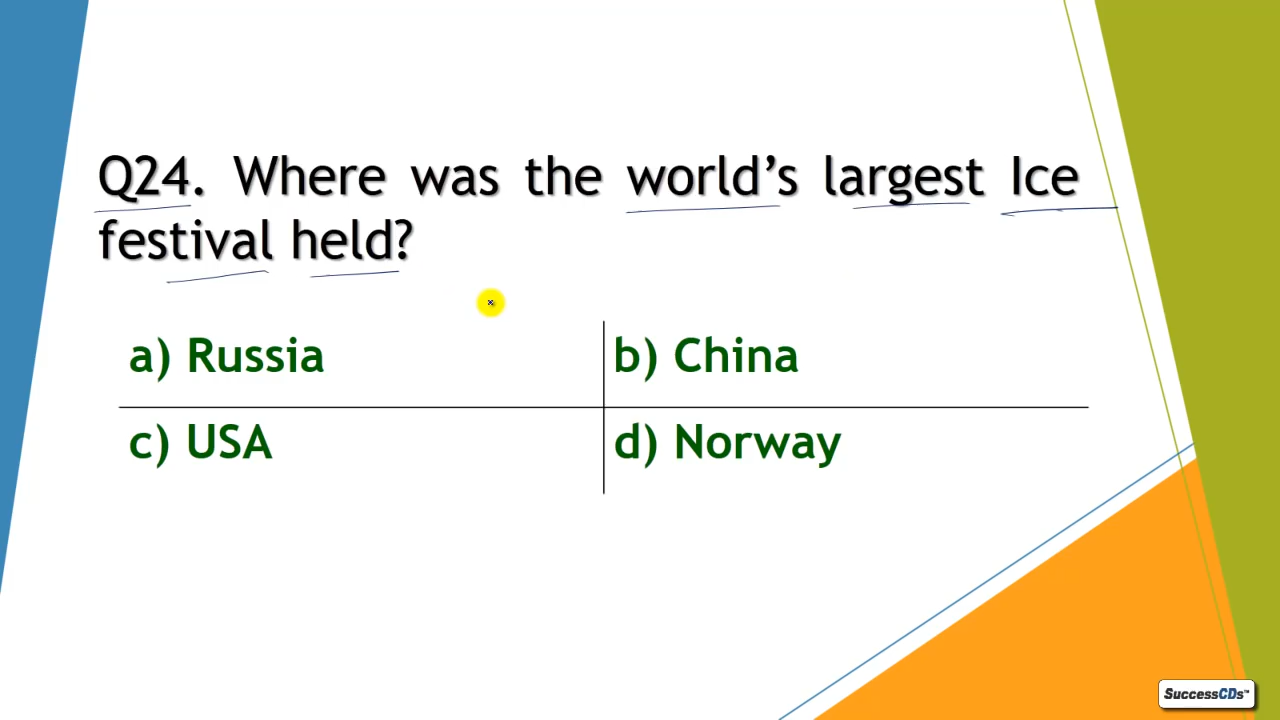 Q24. Where was the world's largest Ice
festival held?
a) Russia
b) China
c) USA
d) Norway
SuccessCDs™